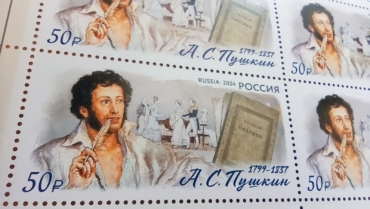 50₽ 1799–1837
А.С.Пушкин 50₽
RUSSIA·2024 РОССИЯ
1799–1837
50₽ А.С.Пушкин 50₽